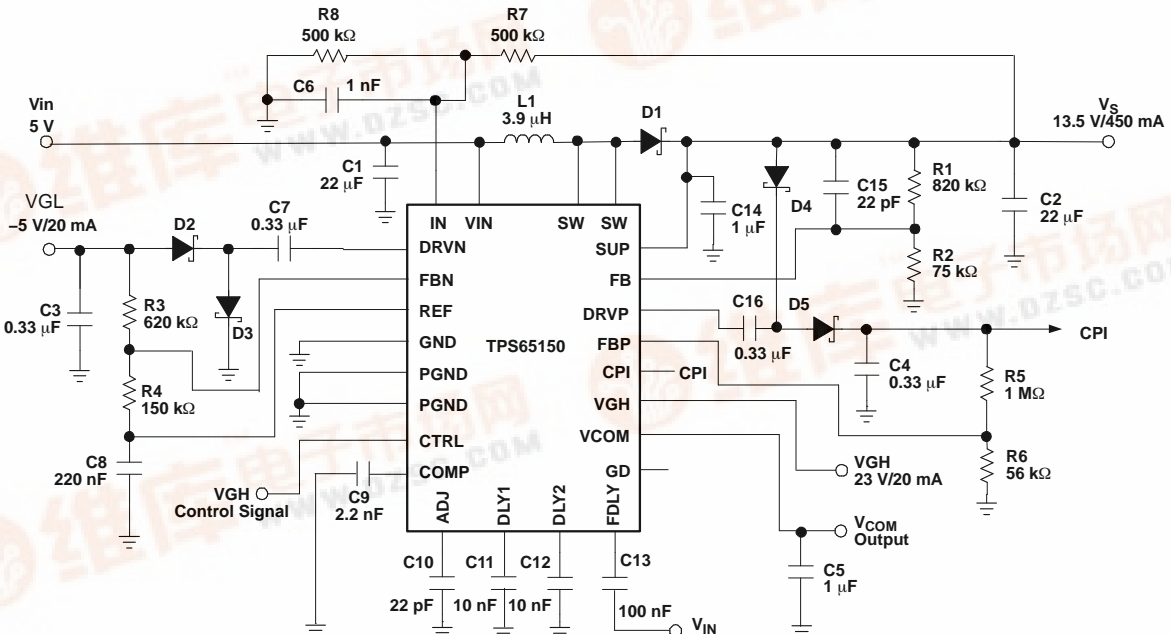 R8
500 kΩ
R7
500 kΩ
C6
1 nF
Vin
5 V
L1
3.9 μH
D1
VS
13.5 V/450 mA
C1
22 μF
VGL
−5 V/20 mA
D2
C7
0.33 μF
IN
VIN
SW
SW
C14
1 μF
D4
C15
22 pF
R1
820 kΩ
C2
22 μF
DRVN
FBN
REF
GND
PGND
PGND
CTRL
COMP
SUP
FB
DRVP
FBP
CPI
VGH
VCOM
GD
TPS65150
ADJ
DLY1
DLY2
FDLY
R2
75 kΩ
C3
0.33 μF
R3
620 kΩ
D3
C16
0.33 μF
D5
CPI
CPI
C4
0.33 μF
R5
1 MΩ
R4
150 kΩ
C8
220 nF
VGH
Control Signal
C9
2.2 nF
VGH
23 V/20 mA
R6
56 kΩ
VCOM
Output
C10
22 pF
C11
10 nF
C12
10 nF
C13
100 nF
VIN
C5
1 μF
维库电子市场网
WWW.DZSC.COM